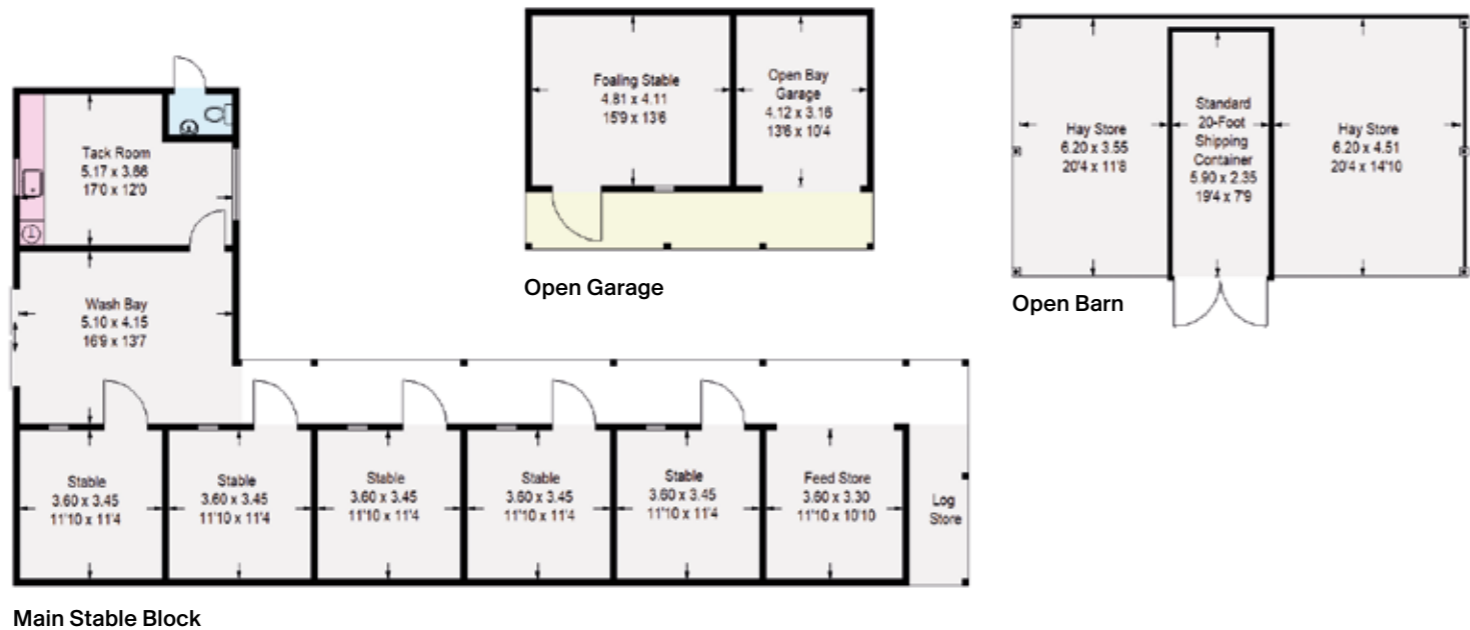 Foaling Stable
4.81 x 4.11
15'9 x 13'6
Open Bay
Garage
4.12 x 3.16
13'6 x 10'4
Open Garage
Hay Store
6.20 x 3.55
20'4 x 11'8
Standard
20-Foot
Shipping
Container
5.90 x 2.35
19'4 x 7'9
Hay Store
6.20 x 4.51
20'4 x 14'10
Open Barn
Tack Room
5.17 x 3.66
17'0 x 12'0
Wash Bay
5.10 x 4.15
16'9 x 13'7
Stable
3.60 x 3.45
11'10 x 11'4
Stable
3.60 x 3.45
11'10 x 11'4
Stable
3.60 x 3.45
11'10 x 11'4
Stable
3.60 x 3.45
11'10 x 11'4
Stable
3.60 x 3.45
11'10 x 11'4
Feed Store
3.60 x 3.30
11'10 x 10'10
Log
Store
Main Stable Block